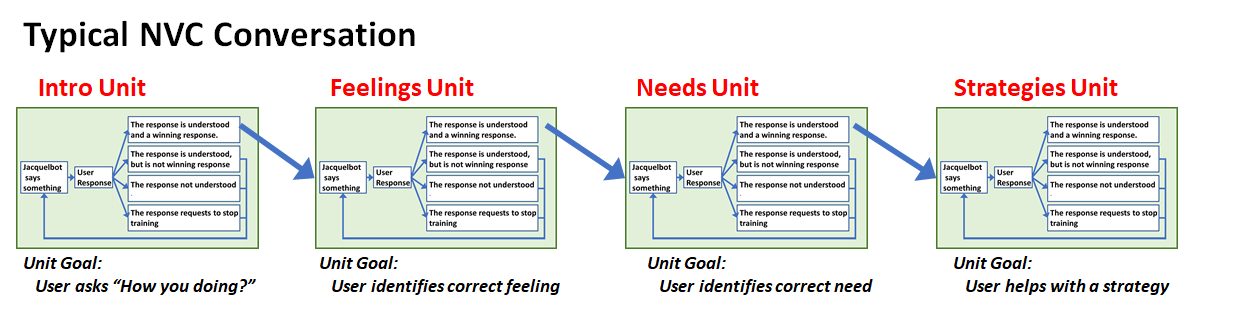 Typical NVC Conversation
Intro Unit
The response is understood
and a winning response.
The response is understood,
but is not winning response
Jacquelbot
says
something
User
Response
The response not understood
The response requests to stop
training
Unit Goal:
User asks “How you doing?”
Feelings Unit
The response is understood
and a winning response.
The response is understood,
but is not winning response
Jacquelbot
says
something
User
Response
The response not understood
The response requests to stop
training
Unit Goal:
User identifies correct feeling
Needs Unit
The response is understood
and a winning response.
The response is understood,
but is not winning response
Jacquelbot
says
something
User
Response
The response not understood
The response requests to stop
training
Unit Goal:
User identifies correct need
Strategies Unit
The response is understood
and a winning response.
The response is understood,
but is not winning response
Jacquelbot
says
something
User
Response
The response not understood
The response requests to stop
training
Unit Goal:
User helps with a strategy